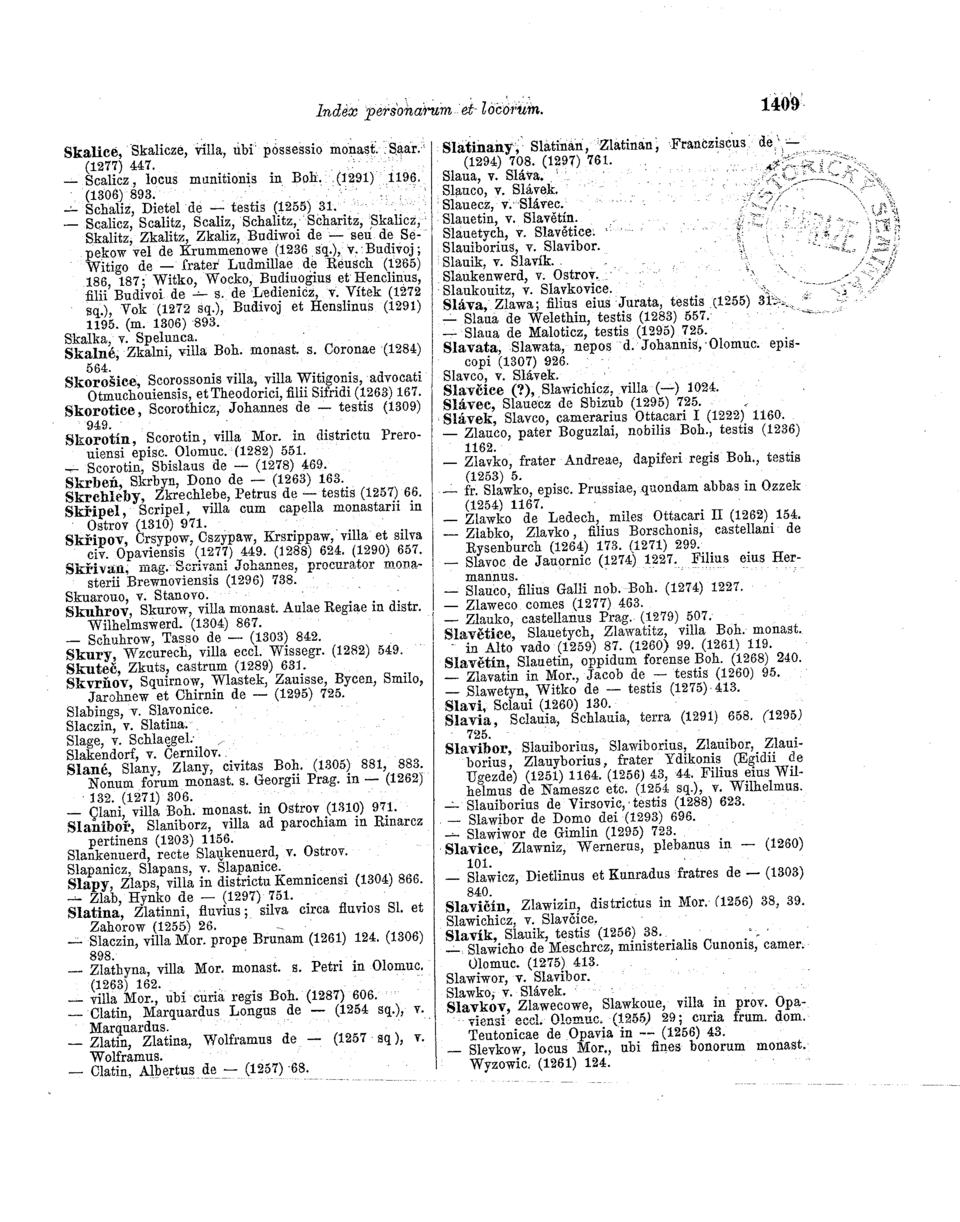 Index personarum et locorum.
1409
Skalice, Skalicze, villa, ubi possessio monast. Saar.
(1277) 447.
— Scalicz, locus munitionis in Boh. (1291) 1196.
(1306) 893.
— Schaliz, Dietel de — testis (1255) 31.
— Scalicz, Scalitz, Scaliz, Schalitz, Scharitz, Skalicz,
Skalitz, Zkalitz, Zkaliz, Budiwoi de — seu de Se-
pekow vel de Krummenowe (1236 sq.), v. Budivoj;
Witigo de — frater Ludmillae de Reusch (1265)
186, 187; Witko, Wocko, Budiuogius et Henclinus,
filii Budivoi de — s. de Ledienicz, v. Vítek (1272
sq.), Vok (1272 sq.), Budivoj et Henslinus (1291)
1195. (m. 1306) 893.
Skalka, v. Spelunca.
Skalné, Zkalni, villa Boh. monast. s. Coronae (1284)
564.
Skorošice, Scorossonis villa, villa Witigonis, advocati
Otmuchouiensis, et Theodorici, filii Sifridi (1263) 167.
Skorotice, Scorothicz, Johannes de — testis (1309)
949.
Skorotín, Scorotin, villa Mor. in districtu Prero-
uiensi episc. Olomuc. (1282) 551.
— Scorotin, Sbislaus de — (1278) 469.
Skrbeň, Skrbyn, Dono de — (1263) 163.
Skrchleby, Zkrechlebe, Petrus de — testis (1257) 66.
Skřipel, Scripel, villa cum capella monastarii in
Ostrov (1310) 971.
Skřipov, Crsypow, Cszypaw, Krsrippaw, villa et silva
civ. Opaviensis (1277) 449. (1288) 624. (1290) 657.
Skřivan, mag. Scrivani Johannes, procurator mona-
sterii Brewnoviensis (1296) 738.
Skuarouo, v. Stanovo.
Skuhrov, Skurow, villa monast. Aulae Regiae in distr.
Wilhelmswerd. (1304) 867.
— Schuhrow, Tasso de — (1303) 842.
Skury, Wzcurech, villa eccl. Wissegr. (1282) 549.
Skuteč, Zkuts, castrum (1289) 631.
Skvrňov, Squirnow, Wlastek, Zauisse, Bycen, Smilo,
Jarohnew et Chirnin de — (1295) 725.
Slabings, v. Slavonice.
Slaczin, v. Slatina.
Slage, v. Schlaegel.
Slakendorf, v. Černilov.
Slané, Slany, Zlany, civitas Boh. (1305) 881, 883.
Nonum forum monast. s. Georgii Prag. in — (1262)
132. (1271) 306.
— Çlani, villa Boh. monast. in Ostrov (1310) 971.
Slanibor, Slaniborz, villa ad parochiam in Rinarcz
pertinens (1203) 1156.
Slankenuerd, recte Slaukenuerd, v. Ostrov.
Slapanicz, Slapans, v. Šlapanice.
Slapy, Zlaps, villa in districtu Kemnicensi (1304) 866.
— Zlab, Hynko de — (1297) 751.
Slatina, Zlatinni, fluvius; silva circa fluvios Sl. et
Zahorow (1255) 26.
— Slaczin, villa Mor. prope Brunam (1261) 124. (1306)
898.
— Zlathyna, villa Mor. monast. s. Petri in Olomuc.
(1263) 162.
— villa Mor., ubi curia regis Boh. (1287) 606.
— Clatin, Marquardus Longus de — (1254 sq.), v.
Marquardus.
— Zlatin, Zlatina, Wolframus de — (1257 sq), v.
Wolframus.
— Clatin, Albertus de — (1257) 68.
Slatinany, Slatinan, Zlatinan, Francziscus de —
(1294) 708. (1297) 761.
Slaua, v. Sláva.
Slauco, v. Slávek.
Slauecz, v. Slávec.
Slauetin, v. Slavětín.
Slauetych, v. Slavětice.
Slauiborius, v. Slavibor.
Slauik, v. Slavík.
Slaukenwerd, v. Ostrov.
Slaukouitz, v. Slavkovice.
Sláva, Zlawa; filius eius Jurata, testis (1255) 31.
— Slaua de Welethin, testis (1283) 557.
— Slaua de Maloticz, testis (1295) 725.
Slavata, Slawata, nepos d. Johannis, Olomuc. epis-
copi (1307) 926.
Slavco, v. Slávek.
Slavčice (?), Slawichicz, villa (—) 1024.
Slávec, Slauecz de Sbizub (1295) 725.
Slávek, Slavco, camerarius Ottacari I (1222) 1160.
— Zlauco, pater Boguzlai, nobilis Boh., testis (1236)
1162.
— Zlavko, frater Andreae, dapiferi regis Boh., testis
(1253) 5.
— fr. Slawko, episc. Prussiae, quondam abbas in Ozzek
(1254) 1167.
— Zlawko de Ledech, miles Ottacari II (1262) 154.
— Zlabko, Zlavko, filius Borschonis, castellani de
Rysenburch (1264) 173. (1271) 299.
— Slavoc de Jauornic (1274) 1227. Filius eius Her-
mannus.
— Slauco, filius Galli nob. Boh. (1274) 1227.
— Zlaweco comes (1277) 463.
— Zlauko, castellanus Prag. (1279) 507.
Slavětice, Slauetych, Zlawatitz, villa Boh. monast.
in Alto vado (1259) 87. (1260) 99. (1261) 119.
Slavětín, Slauetin, oppidum forense Boh. (1268) 240.
— Zlavatin in Mor., Jacob de — testis (1260) 95.
— Slawetyn, Witko de — testis (1275) 413.
Slavi, Sclaui (1260) 130.
Slavia, Sclauia, Schlauia, terra (1291) 658. (1295)
725.
Slavibor, Slauiborius, Slawiborius, Zlauibor, Zlaui-
borius, Zlauyborius, frater Ydikonis (Egidii de
Ugezde) (1251) 1164. (1256) 43, 44. Filius eius Wil-
helmus de Nameszc etc. (1254 sq.), v. Wilhelmus.
— Slauiborius de Virsovic, testis (1288) 623.
— Slawibor de Domo dei (1293) 696.
— Slawiwor de Gimlin (1295) 723.
Slavice, Zlawniz, Wernerus, plebanus in — (1260)
101.
— Slawicz, Dietlinus et Kunradus fratres de — (1303)
840.
Slavičín, Zlawizin, districtus in Mor. (1256) 38, 39.
Slawichicz, v. Slavčice.
Slavík, Slauik, testis (1256) 38.
— Slawicho de Meschrcz, ministerialis Cunonis, camer.
Olomuc. (1275) 413.
Slawiwor, v. Slavibor.
Slawko, v. Slávek.
Slavkov, Zlawecowe, Slawkoue, villa in prov. Opa-
viensi eccl. Olomuc. (1255) 29; curia frum. dom.
Teutonicae de Opavia in — (1256) 43.
— Slevkow, locus Mor., ubi fines bonorum monast.
Wyzowic. (1261) 124.
HISTORICKÝ SEMINÁŘ